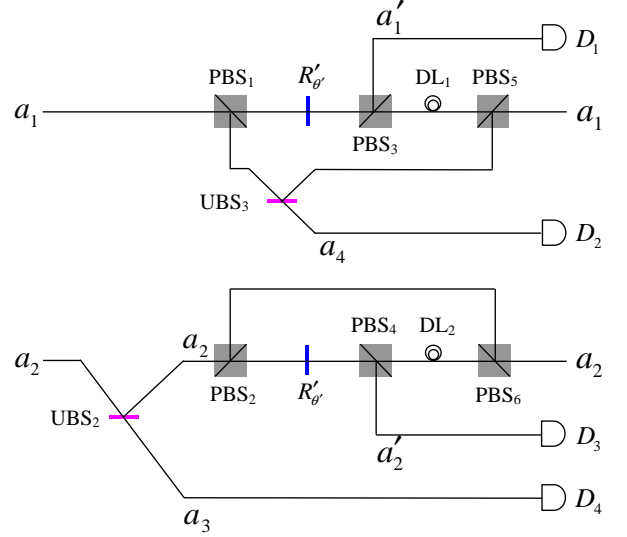 a₁′ D₁
PBS₁ R′θ′ DL₁ PBS₅
a₁ a₁
PBS₃
UBS₃
a₄ D₂
PBS₄ DL₂
a₂ a₂ a₂
PBS₂ R′θ′ PBS₆
UBS₂
a₂′ D₃
a₃ D₄